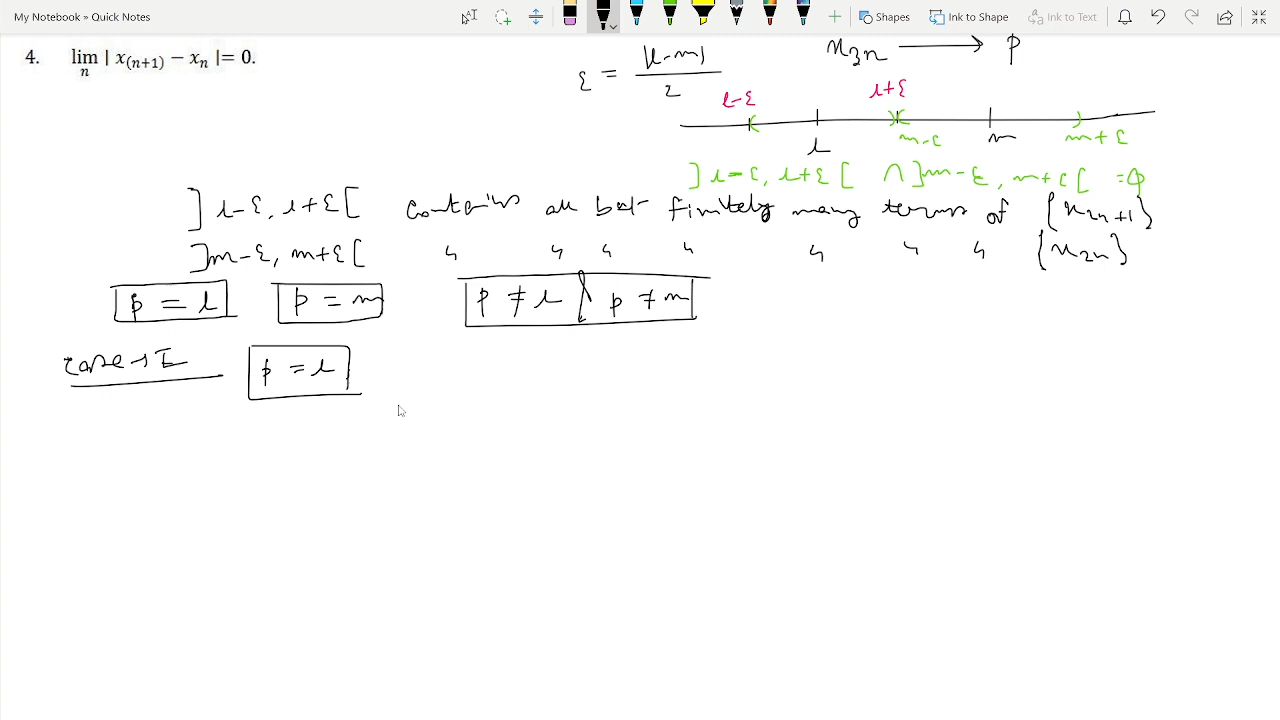 My Notebook » Quick Notes
Shapes Ink to Shape Ink to Text
4. lim_n | x_(n+1) − x_n |= 0.
ε = |l-m| / 2
x_3n ⟶ p
l-ε l+ε
l m-ε m m+ε
]l-ε, l+ε[ ∩ ]m-ε, m+ε[ = φ
]l-ε, l+ε[ contains all but finitely many terms of {x_2n+1}
]m-ε, m+ε[ " " " " " " " {x_2n}
p = l p = m p ≠ l p ≠ m
case → I p = l